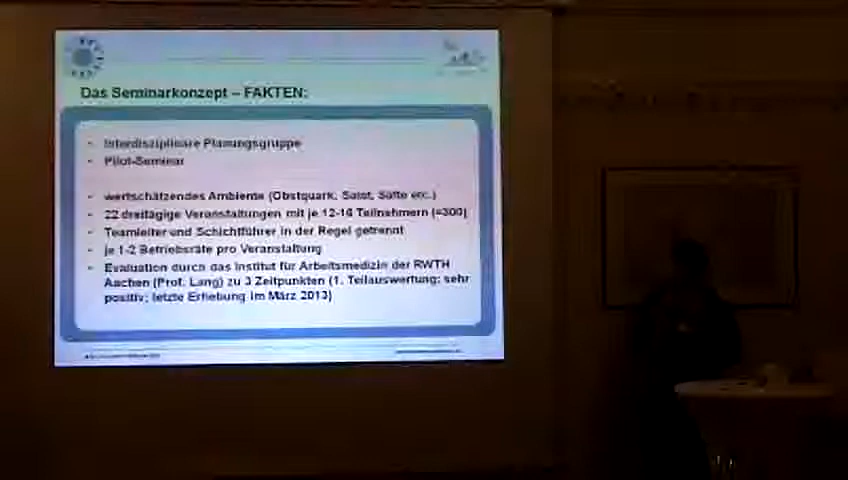 Das Seminarkonzept – FAKTEN:
• Interdisziplinäre Planungsgruppe
• Pilot-Seminar
• wertschätzendes Ambiente (Obstquark, Salat, Säfte etc.)
• 22 dreitägige Veranstaltungen mit je 12-16 Teilnehmern (=300)
• Teamleiter und Schichtführer in der Regel getrennt
• je 1-2 Betriebsräte pro Veranstaltung
• Evaluation durch das Institut für Arbeitsmedizin der RWTH
Aachen (Prof. Lang) zu 3 Zeitpunkten (1. Teilauswertung: sehr
positiv; letzte Erhebung im März 2013)